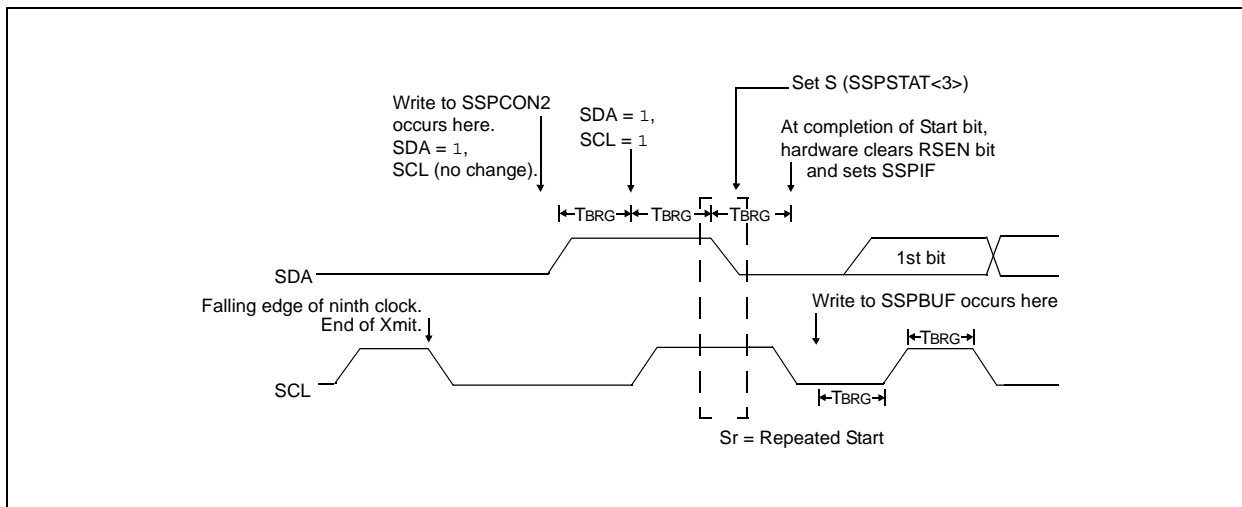 Set S (SSPSTAT<3>)
Write to SSPCON2
occurs here.
SDA = 1,
SCL (no change).
SDA = 1,
SCL = 1
At completion of Start bit,
hardware clears RSEN bit
and sets SSPIF
TBRG
TBRG
TBRG
SDA
1st bit
Falling edge of ninth clock.
End of Xmit.
Write to SSPBUF occurs here
TBRG
SCL
TBRG
Sr = Repeated Start